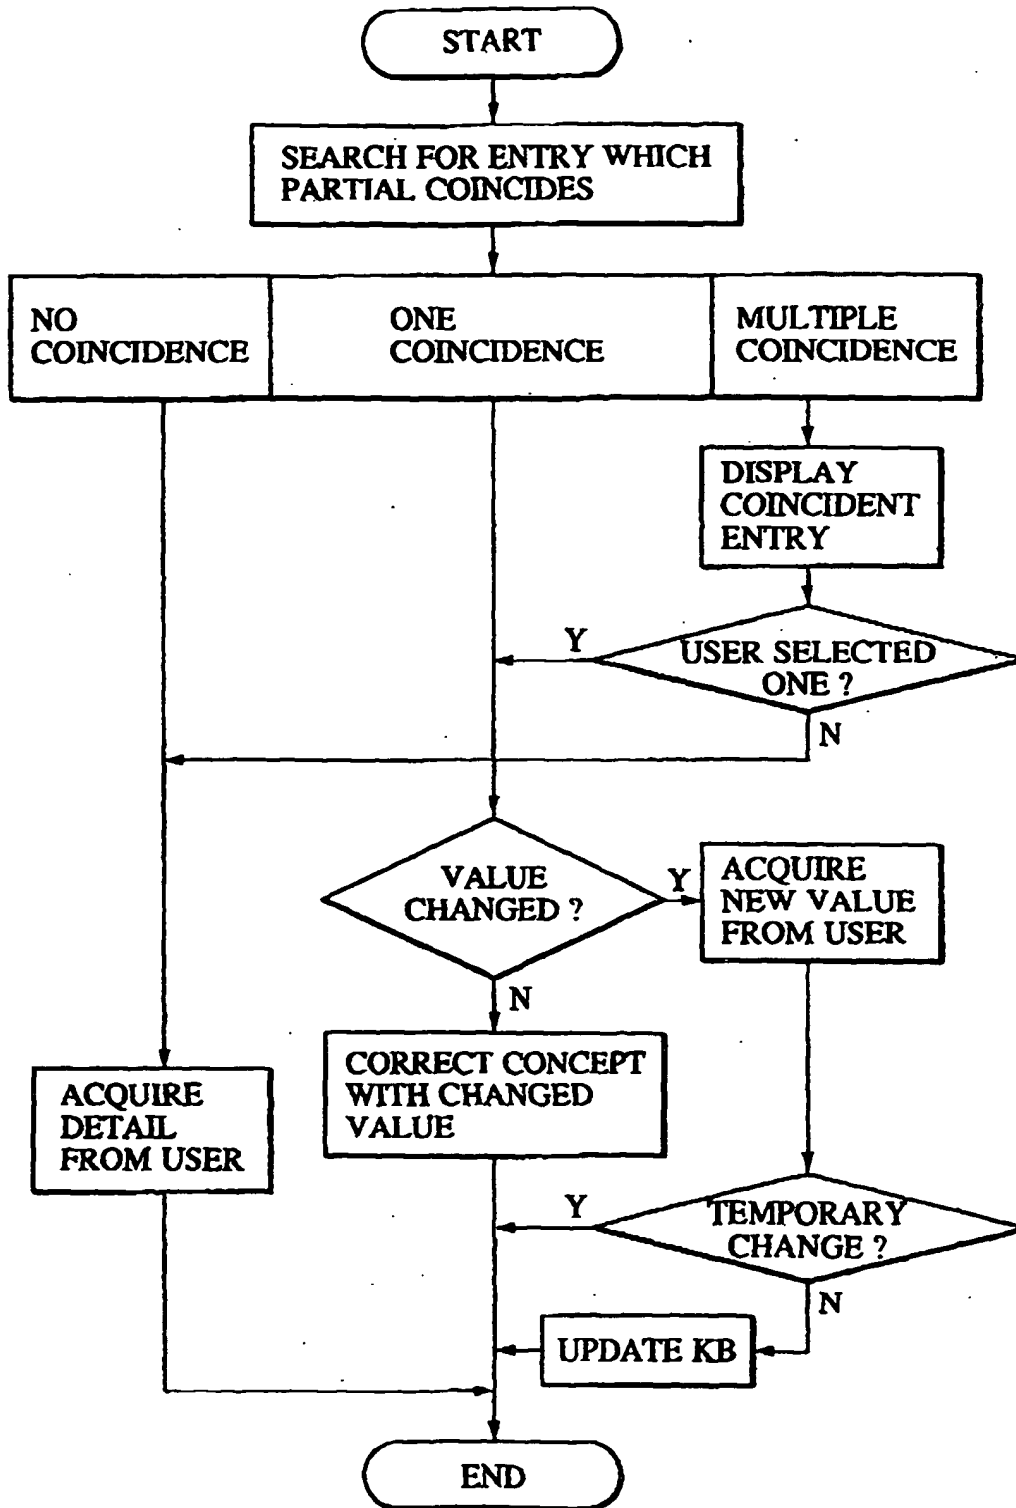 START
SEARCH FOR ENTRY WHICH
PARTIAL COINCIDES
NO
COINCIDENCE
ONE
COINCIDENCE
MULTIPLE
COINCIDENCE
DISPLAY
COINCIDENT
ENTRY
Y
USER SELECTED
ONE ?
N
VALUE
CHANGED ?
Y
ACQUIRE
NEW VALUE
FROM USER
N
CORRECT CONCEPT
WITH CHANGED
VALUE
ACQUIRE
DETAIL
FROM USER
Y
TEMPORARY
CHANGE ?
N
UPDATE KB
END